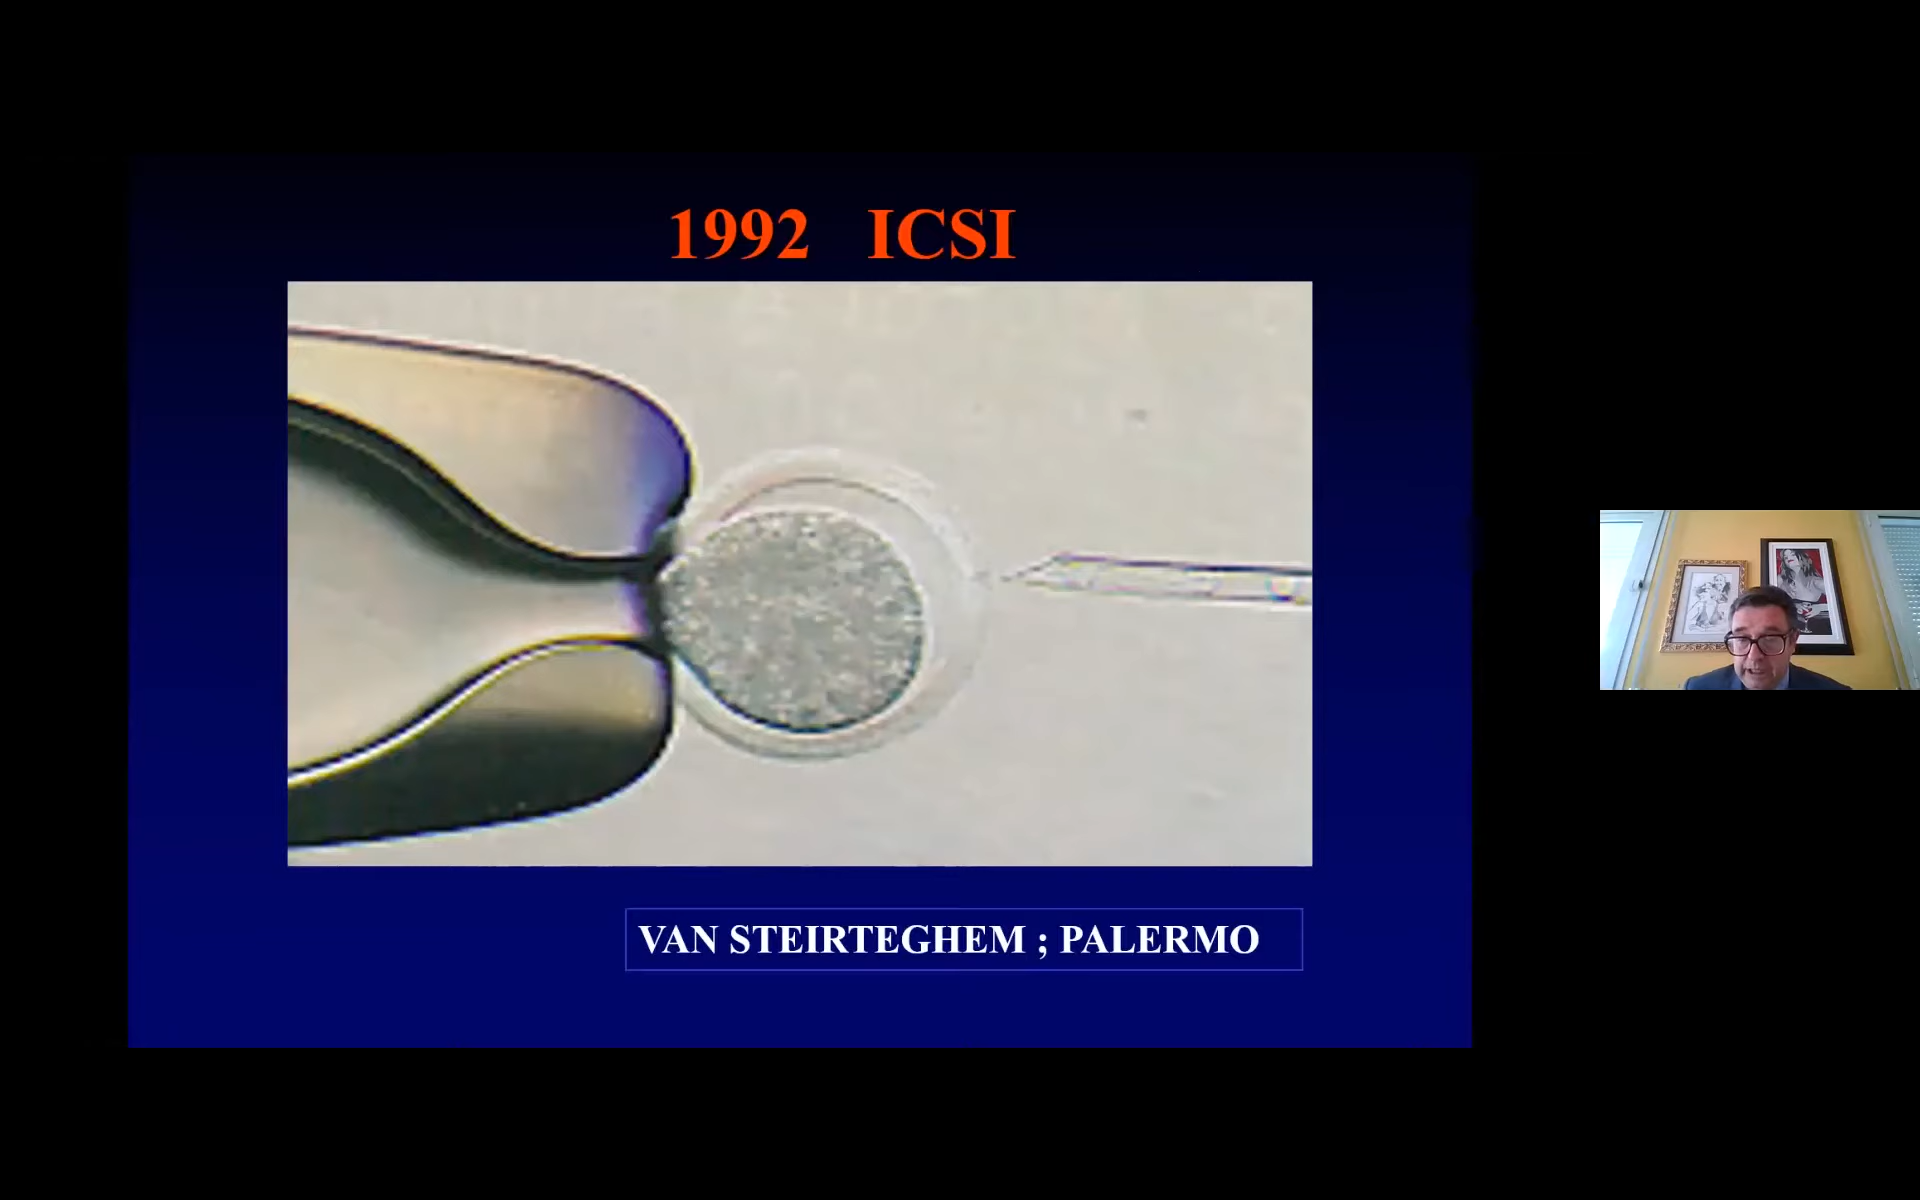 1992 ICSI
VAN STEIRTEGHEM ; PALERMO